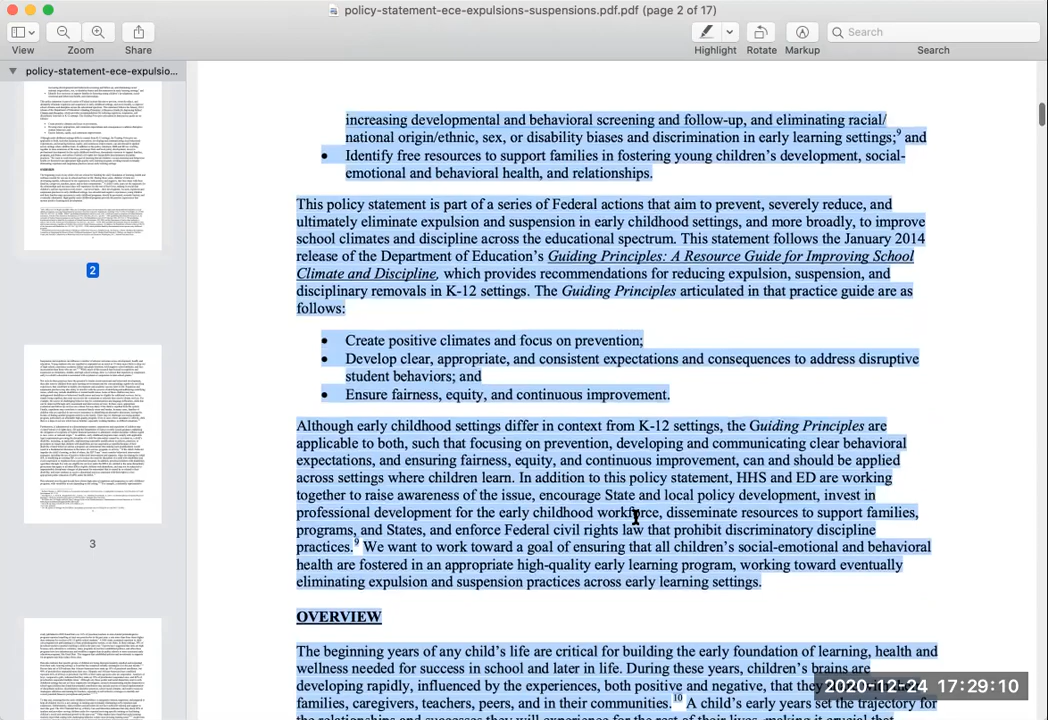 policy-statement-ece-expulsions-suspensions.pdf.pdf (page 2 of 17)
View
Zoom
Share
Highlight
Rotate
Markup
Search
Search
policy-statement-ece-expulsio...
2
3
increasing developmental and behavioral screening and follow-up, and eliminating racial/
national origin/ethnic, sex, or disability biases and discrimination in early learning settings;9 and
• Identify free resources to support families in fostering young children's development, social-
emotional and behavioral health, and relationships.
This policy statement is part of a series of Federal actions that aim to prevent, severely reduce, and
ultimately eliminate expulsion and suspension in early childhood settings, and more broadly, to improve
school climates and discipline across the educational spectrum. This statement follows the January 2014
release of the Department of Education's Guiding Principles: A Resource Guide for Improving School
Climate and Discipline, which provides recommendations for reducing expulsion, suspension, and
disciplinary removals in K-12 settings. The Guiding Principles articulated in that practice guide are as
follows:
• Create positive climates and focus on prevention;
• Develop clear, appropriate, and consistent expectations and consequences to address disruptive
student behaviors; and
• Ensure fairness, equity, and continuous improvement.
Although early childhood settings differ in context from K-12 settings, the Guiding Principles are
applicable to both, such that focusing on prevention, developing and communicating clear behavioral
expectations, and ensuring fairness, equity, and continuous improvement, can and should be applied
across settings where children learn. In addition to this policy statement, HHS and ED are working
together to raise awareness of the issue, encourage State and local policy development, invest in
professional development for the early childhood workforce, disseminate resources to support families,
programs, and States, and enforce Federal civil rights law that prohibit discriminatory discipline
practices.9 We want to work toward a goal of ensuring that all children's social-emotional and behavioral
health are fostered in an appropriate high-quality early learning program, working toward eventually
eliminating expulsion and suspension practices across early learning settings.
OVERVIEW
The beginning years of any child's life are critical for building the early foundation of learning, health and
wellness needed for success in school and later in life. During these years, children's brains are
developing rapidly, influenced by the experiences, both positive and negative, that they
families, caregivers, teachers, peers, and in their communities.10 A child's early years set the trajectory for
2020-12-24 17:29:10